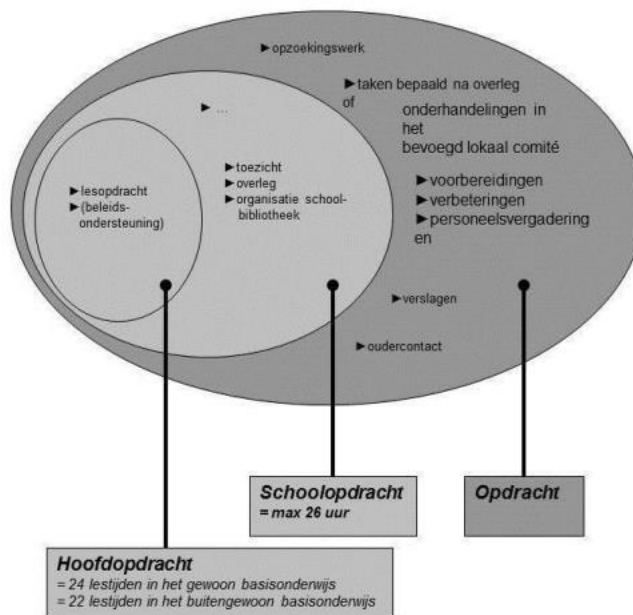 ►opzoekingswerk
►taken bepaald na overleg
of
onderhandelingen in
het
bevoegd lokaal comité
► ...
►toezicht
►overleg
►organisatie school-
bibliotheek
►lesopdracht
►(beleids-
ondersteuning)
►voorbereidingen
►verbeteringen
►personeelsvergadering
en
►verslagen
►oudercontact
Schoolopdracht
= max 26 uur
Opdracht
Hoofdopdracht
= 24 lestijden in het gewoon basisonderwijs
= 22 lestijden in het buitengewoon basisonderwijs